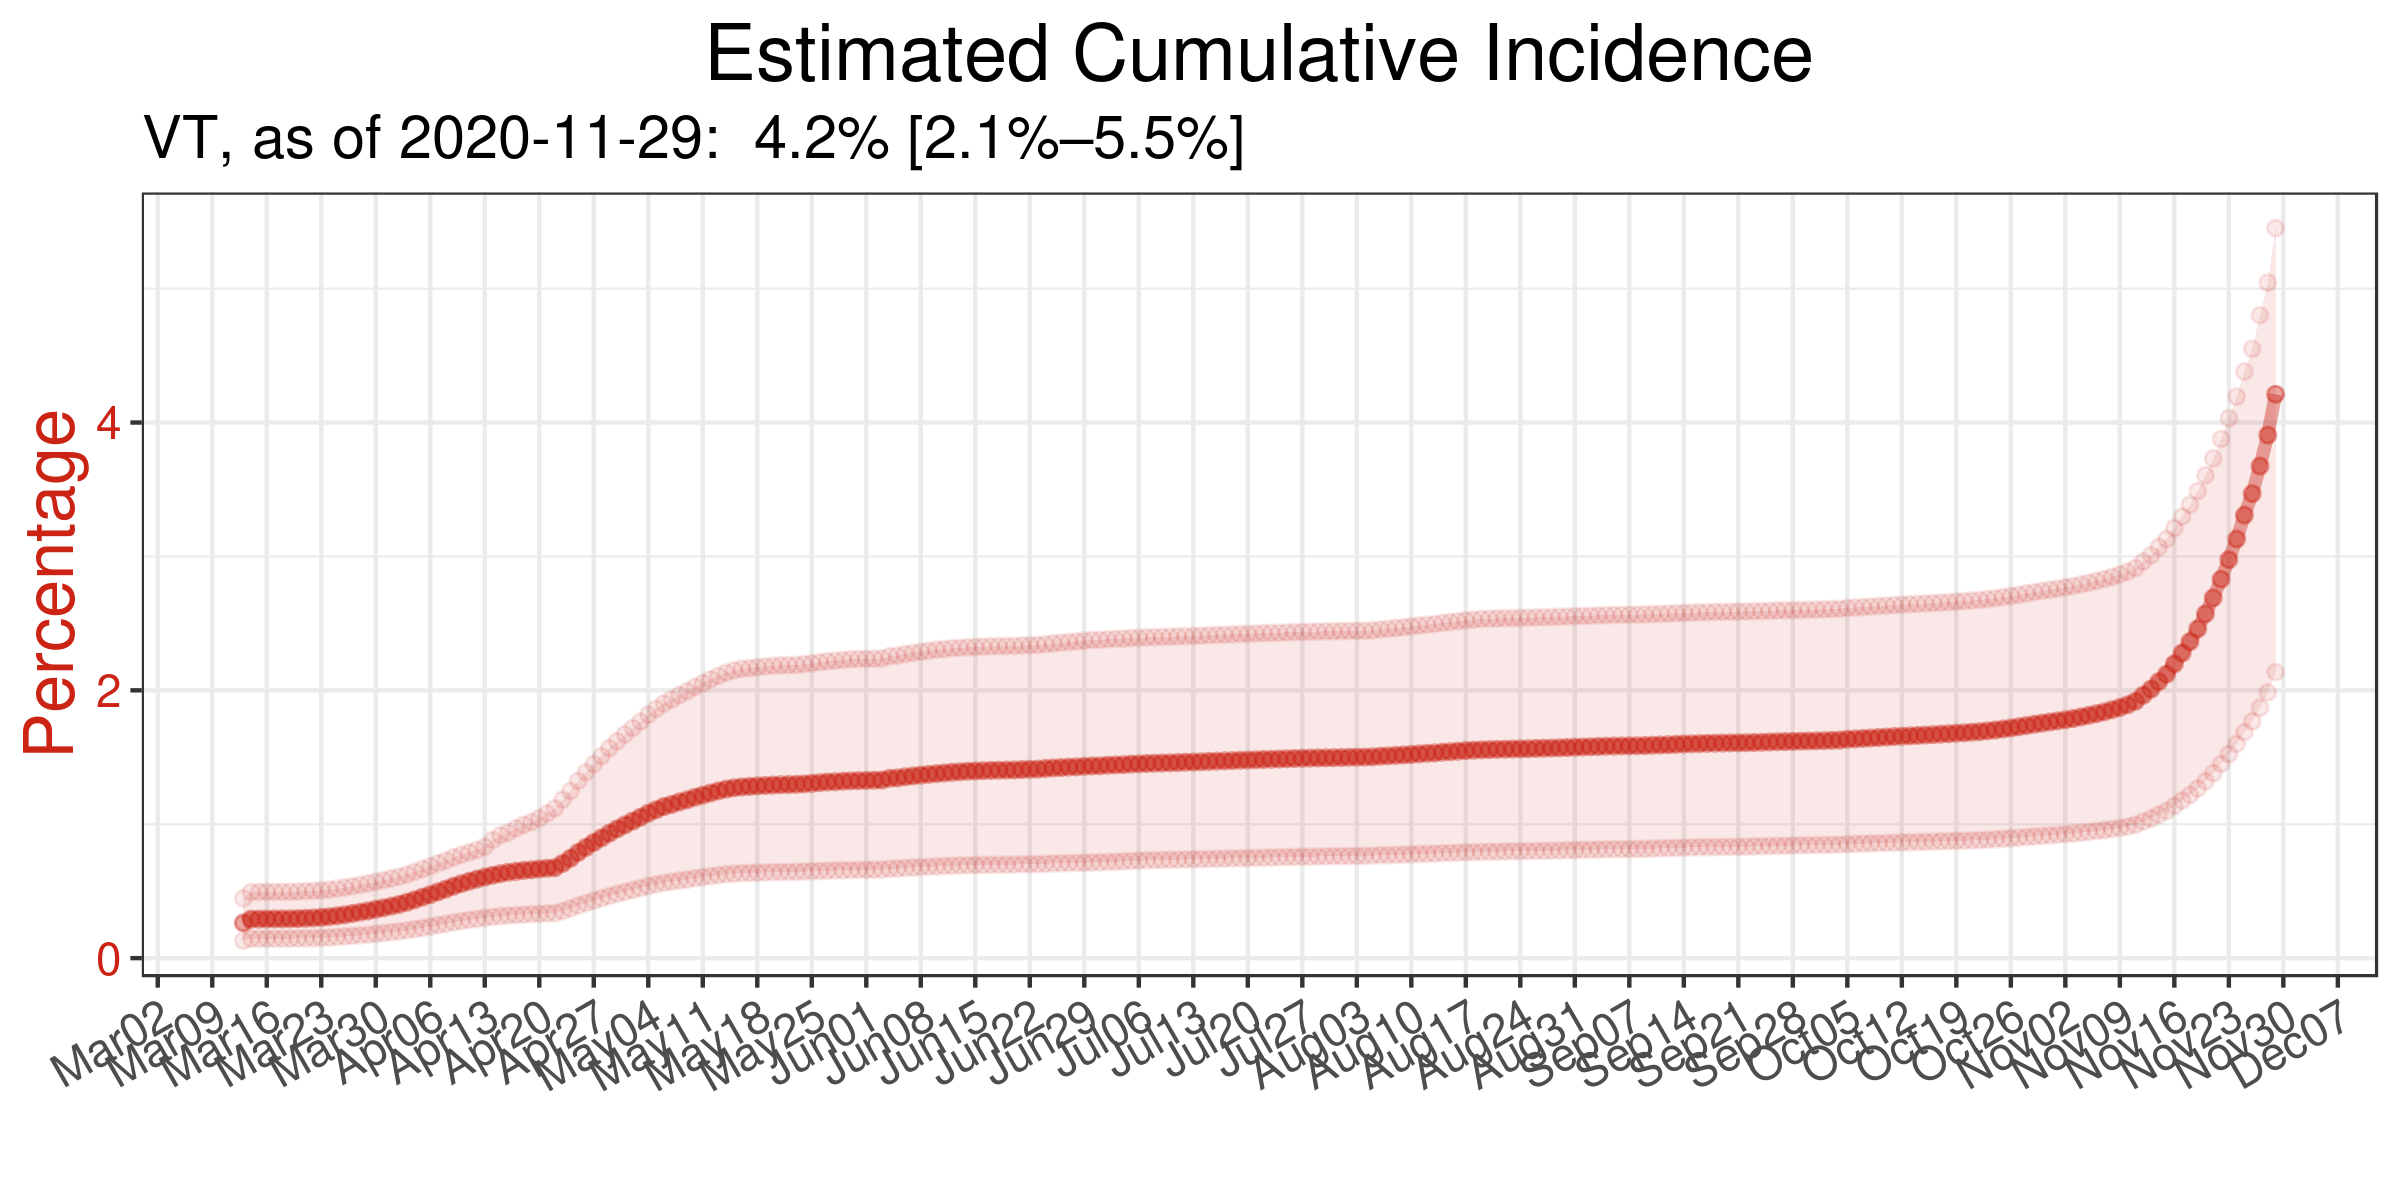 Estimated Cumulative Incidence
VT, as of 2020-11-29:  4.2% [2.1%–5.5%]
Percentage
4
2
0
Mar02 Mar09 Mar16 Mar23 Mar30 Apr06 Apr13 Apr20 Apr27 May04 May11 May18 May25 Jun01 Jun08 Jun15 Jun22 Jun29 Jul06 Jul13 Jul20 Jul27 Aug03 Aug10 Aug17 Aug24 Aug31 Sep07 Sep14 Sep21 Sep28 Oct05 Oct12 Oct19 Oct26 Nov02 Nov09 Nov16 Nov23 Nov30 Dec07